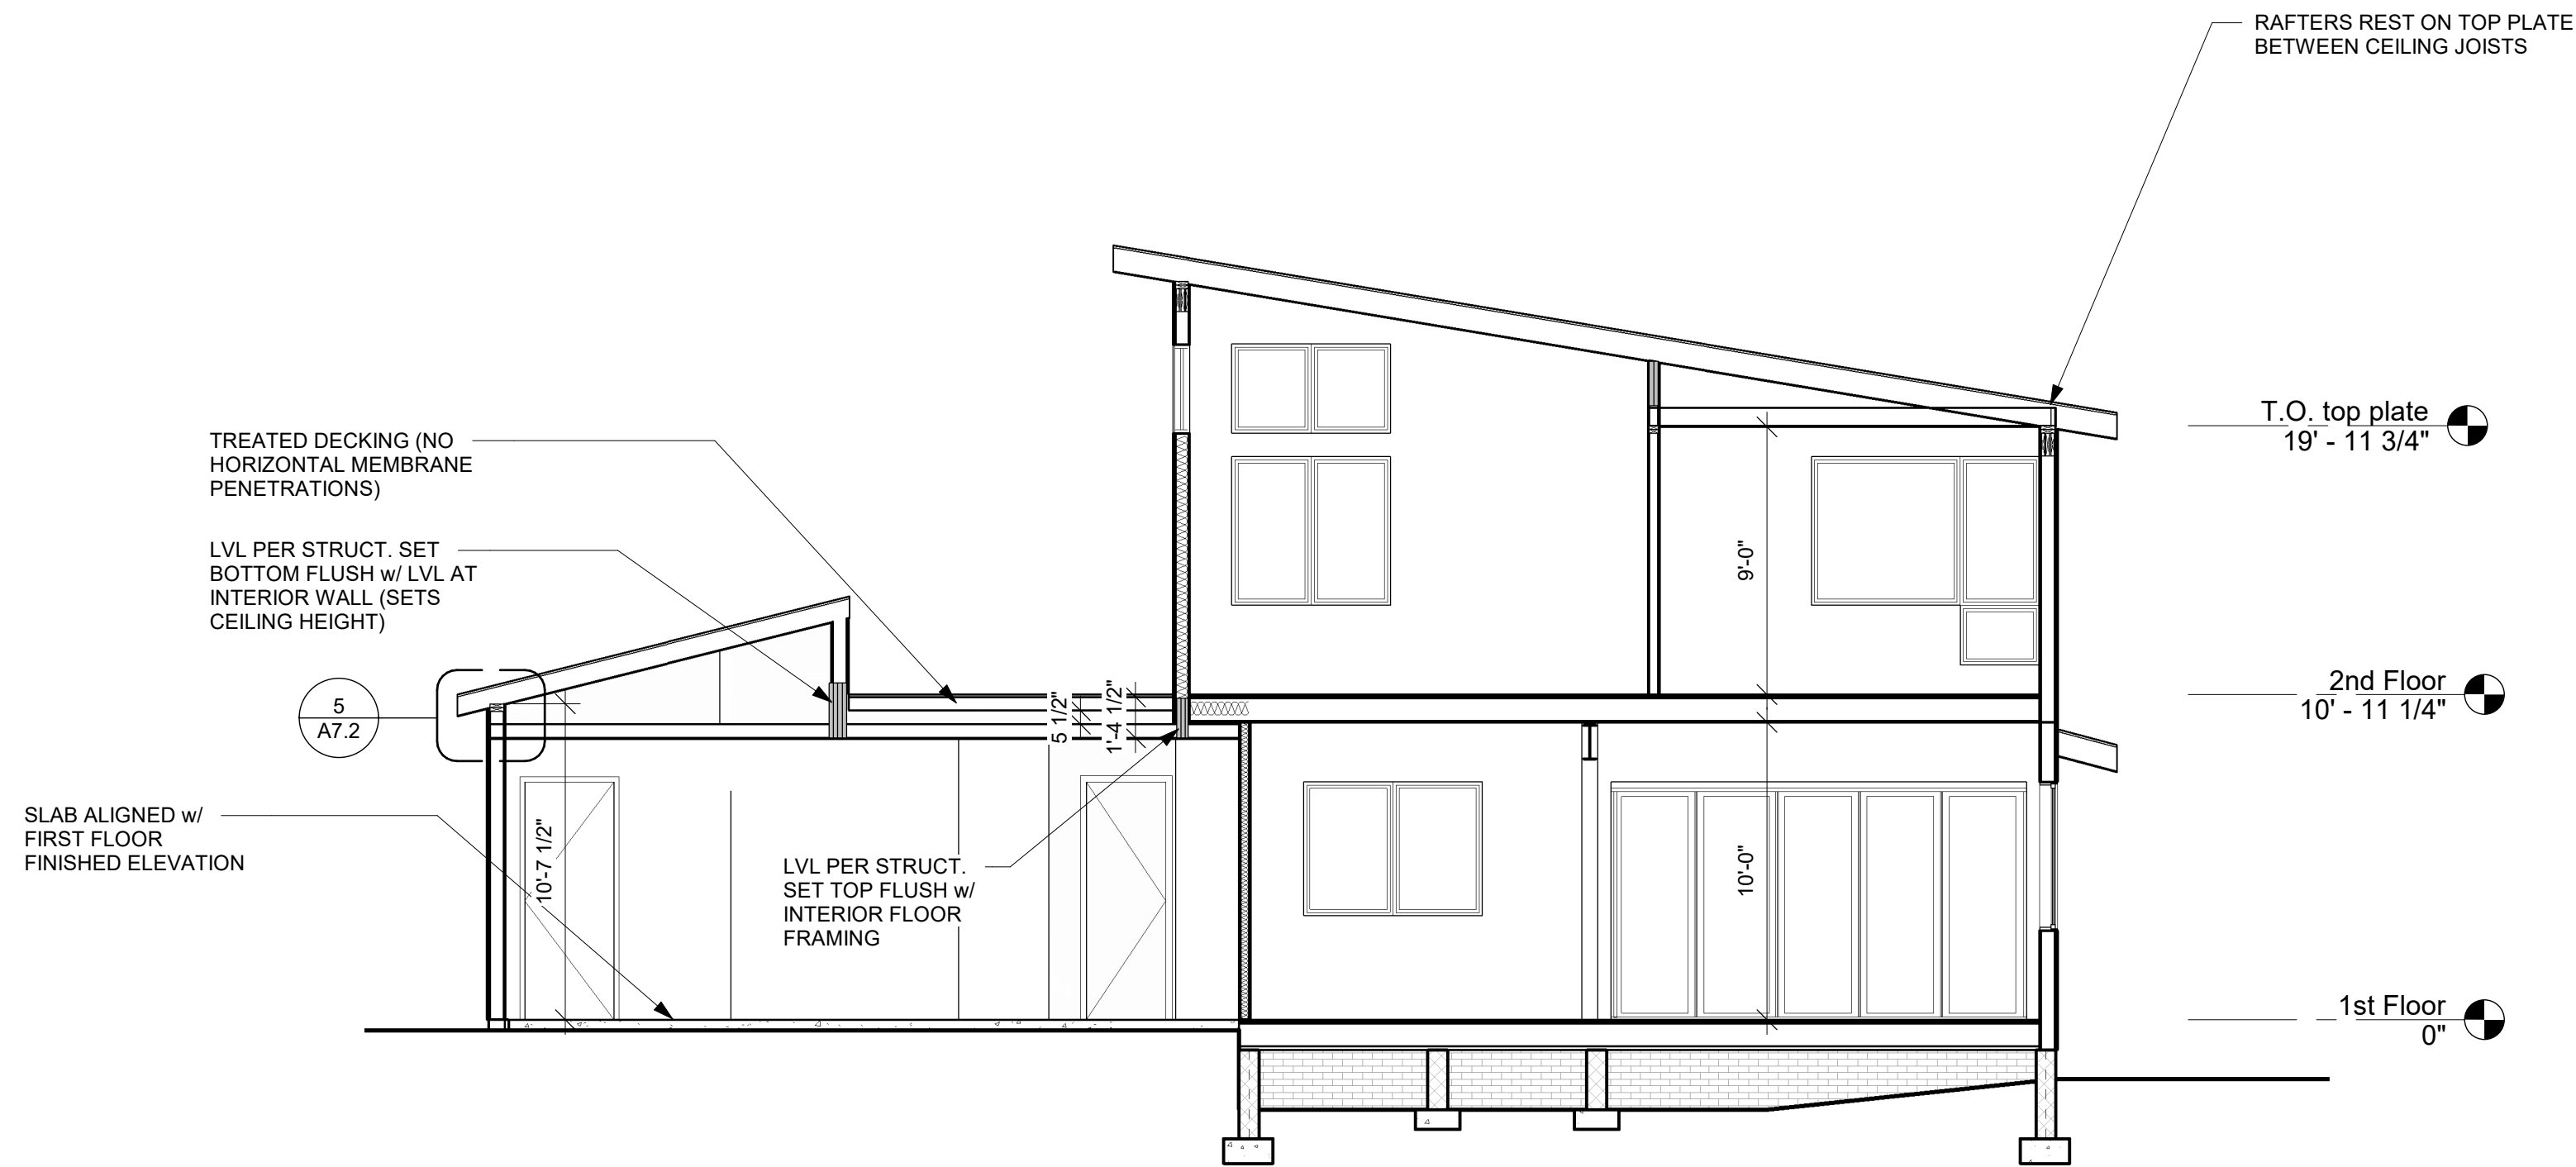 RAFTERS REST ON TOP PLATE
BETWEEN CEILING JOISTS
T.O. top plate
19' - 11 3/4"
TREATED DECKING (NO
HORIZONTAL MEMBRANE
PENETRATIONS)
LVL PER STRUCT. SET
BOTTOM FLUSH w/ LVL AT
INTERIOR WALL (SETS
CEILING HEIGHT)
9'-0"
5
A7.2
5 1/2"
1'-4 1/2"
2nd Floor
10' - 11 1/4"
SLAB ALIGNED w/
FIRST FLOOR
FINISHED ELEVATION
10'-7 1/2"
LVL PER STRUCT.
SET TOP FLUSH w/
INTERIOR FLOOR
FRAMING
10'-0"
1st Floor
0"